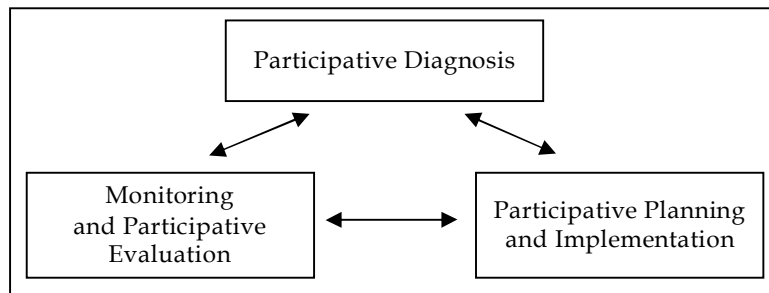 Participative Diagnosis
Monitoring
and Participative
Evaluation
Participative Planning
and Implementation